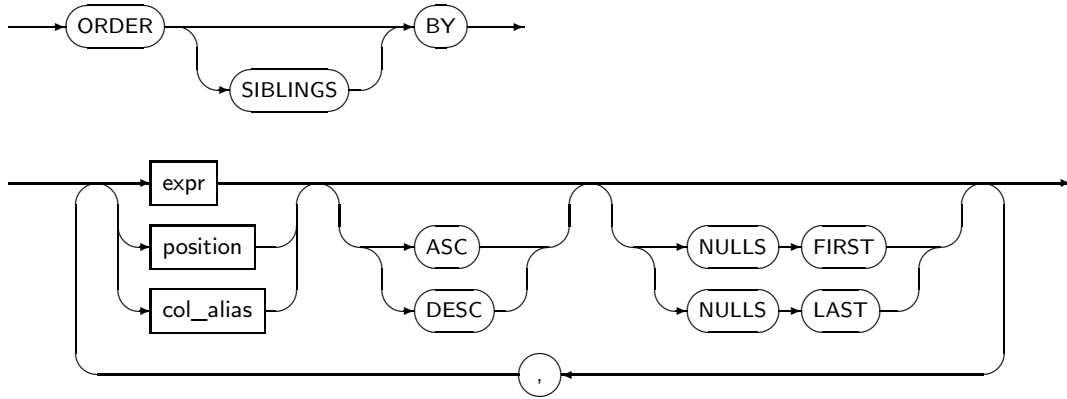 ORDER BY
SIBLINGS
expr
position ASC NULLS FIRST
col_alias DESC NULLS LAST
,